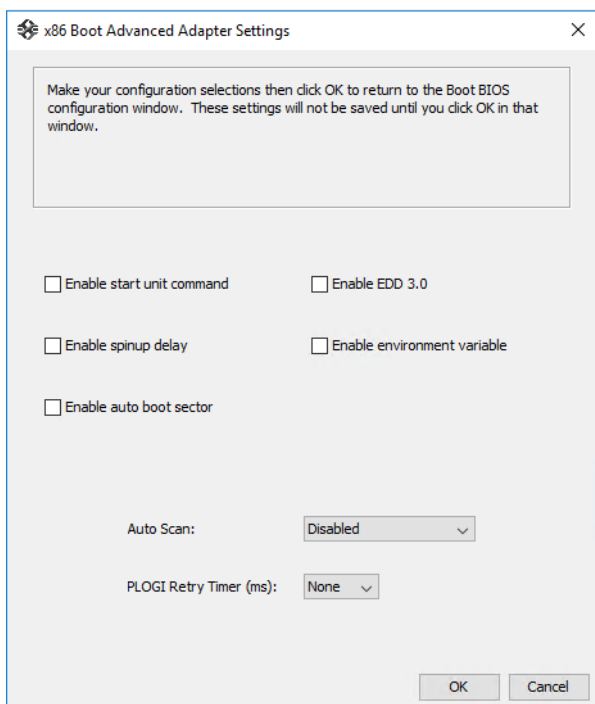 x86 Boot Advanced Adapter Settings
Make your configuration selections then click OK to return to the Boot BIOS
configuration window.  These settings will not be saved until you click OK in that
window.
Enable start unit command
Enable EDD 3.0
Enable spinup delay
Enable environment variable
Enable auto boot sector
Auto Scan:
Disabled
PLOGI Retry Timer (ms):
None
OK
Cancel